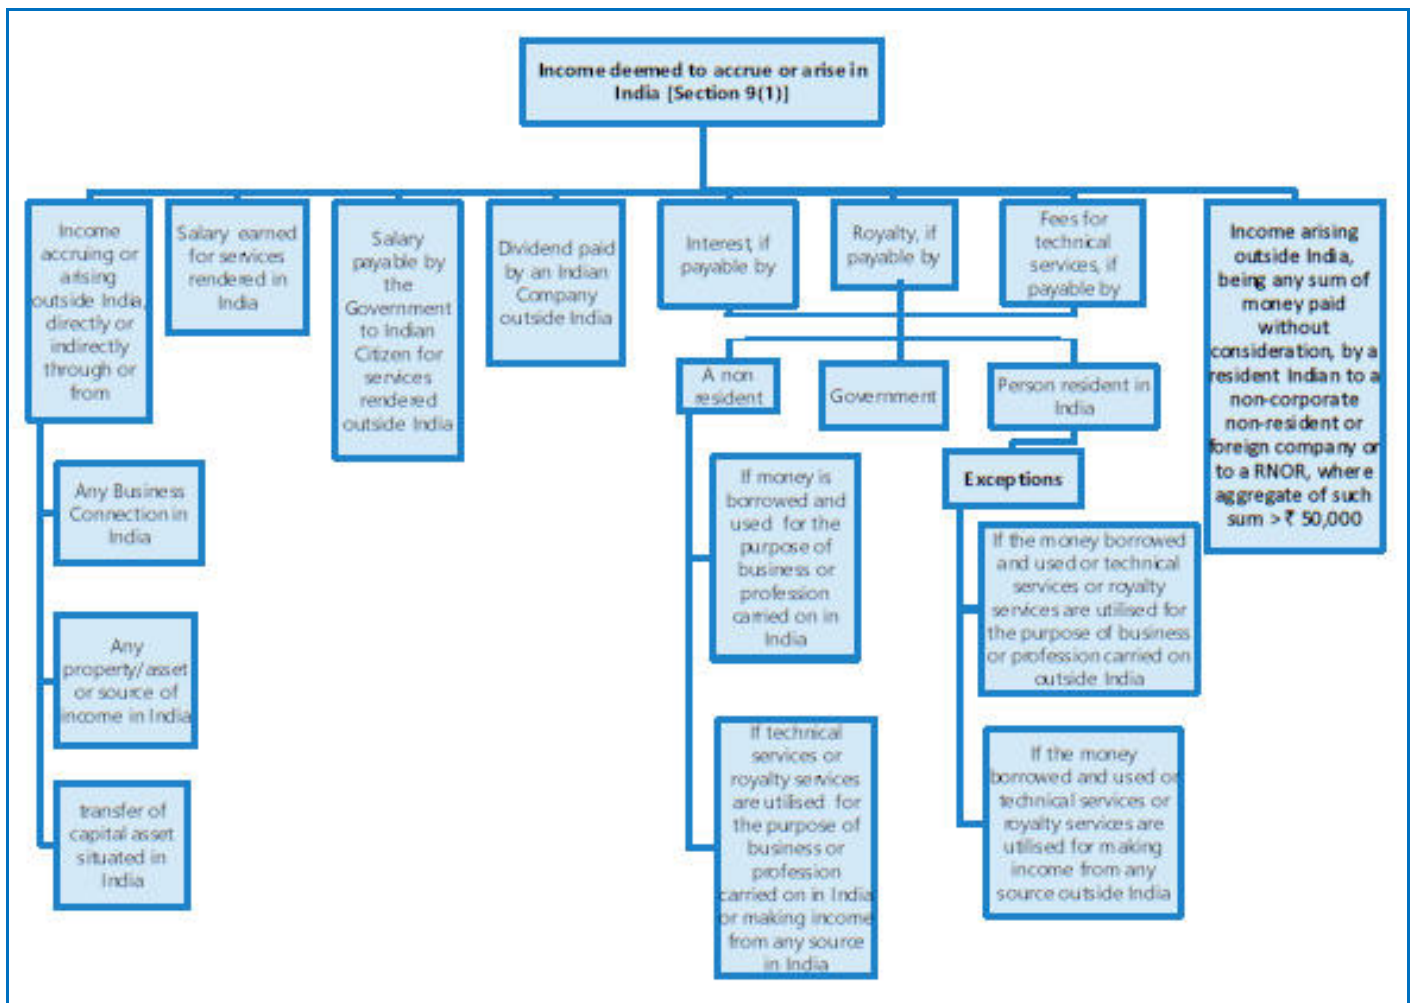 Income deemed to accrue or arise in
India [Section 9(1)]
Income
accruing or
arising
outside India,
directly or
indirectly
through or
from
Salary earned
for services
rendered in
India
Salary
payable by
the
Government
to Indian
Citizen for
services
rendered
outside India
Dividend paid
by an Indian
Company
outside India
Interest, if
payable by
Royalty, if
payable by
Fees for
technical
services, if
payable by
Income arising
outside India,
being any sum of
money paid
without
consideration, by a
resident Indian to a
non-corporate
non-resident or
foreign company or
to a RNOR, where
aggregate of such
sum > ₹ 50,000
Any Business
Connection in
India
Any
property/asset
or source of
income in India
transfer of
capital asset
situated in
India
A non
resident
Government
Person resident in
India
If money is
borrowed and
used for the
purpose of
business or
profession
carried on in
India
If technical
services or
royalty services
are utilised for
the purpose of
business or
profession
carried on in India
or making income
from any source
in India
Exceptions
If the money borrowed
and used or technical
services or royalty
services are utilised for
the purpose of business
or profession carried on
outside India
If the money
borrowed and used or
technical services or
royalty services are
utilised for making
income from any
source outside India